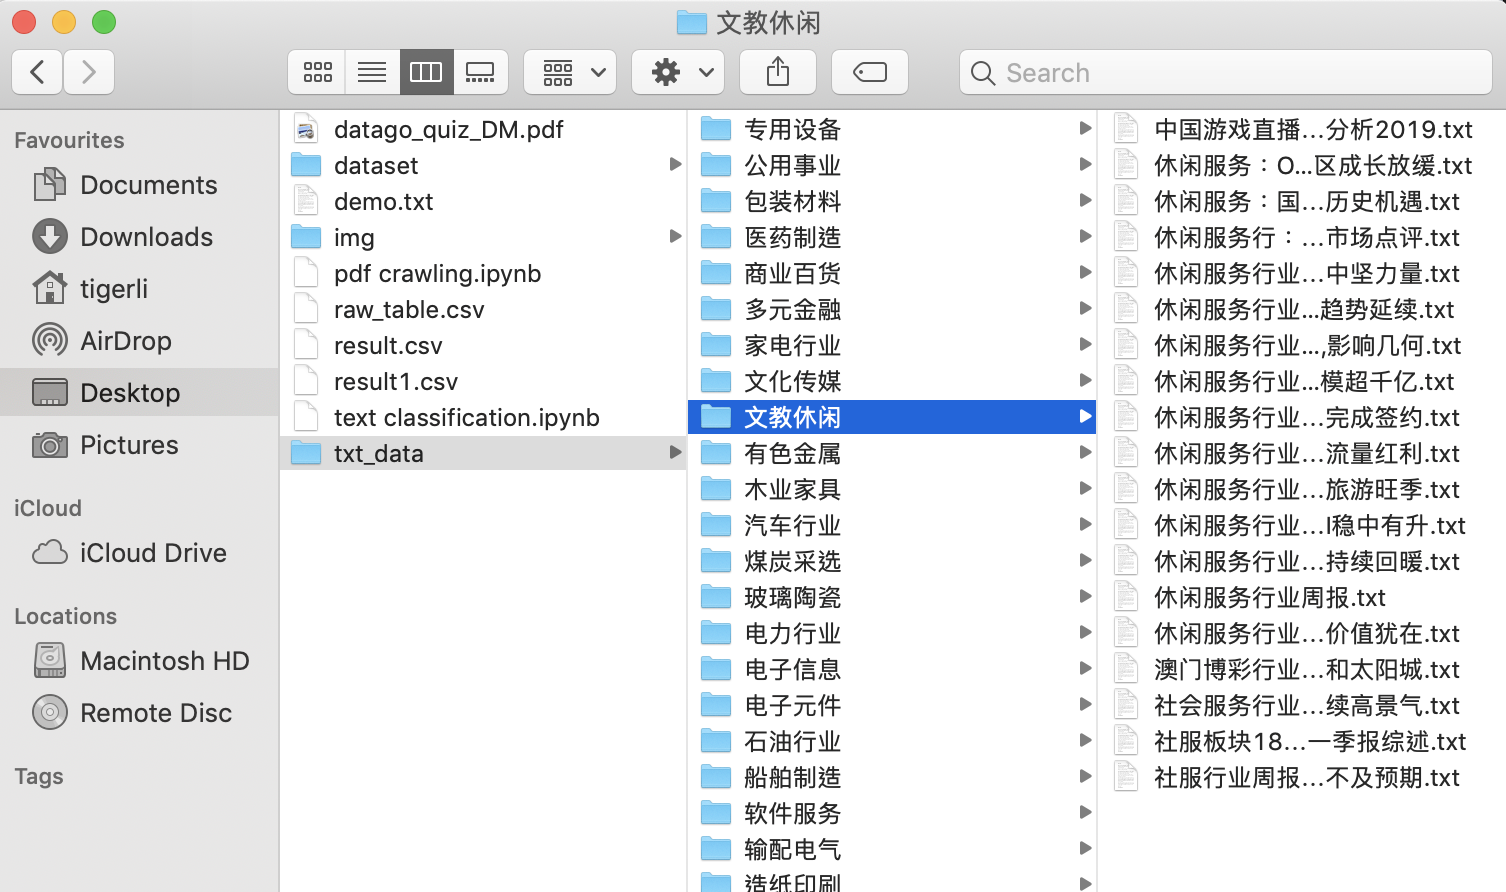 文教休闲
Search
Favourites
Documents
Downloads
tigerli
AirDrop
Desktop
Pictures
iCloud
iCloud Drive
Locations
Macintosh HD
Remote Disc
Tags
datago_quiz_DM.pdf
dataset
demo.txt
img
pdf crawling.ipynb
raw_table.csv
result.csv
result1.csv
text classification.ipynb
txt_data
专用设备
公用事业
包装材料
医药制造
商业百货
多元金融
家电行业
文化传媒
文教休闲
有色金属
木业家具
汽车行业
煤炭采选
玻璃陶瓷
电力行业
电子信息
电子元件
石油行业
船舶制造
软件服务
输配电气
造纸印刷
中国游戏直播...分析2019.txt
休闲服务：O...区成长放缓.txt
休闲服务：国...历史机遇.txt
休闲服务行：...市场点评.txt
休闲服务行业...中坚力量.txt
休闲服务行业...趋势延续.txt
休闲服务行业...,影响几何.txt
休闲服务行业...模超千亿.txt
休闲服务行业...完成签约.txt
休闲服务行业...流量红利.txt
休闲服务行业...旅游旺季.txt
休闲服务行业...I稳中有升.txt
休闲服务行业...持续回暖.txt
休闲服务行业周报.txt
休闲服务行业...价值犹在.txt
澳门博彩行业...和太阳城.txt
社会服务行业...续高景气.txt
社服板块18...一季报综述.txt
社服行业周报...不及预期.txt